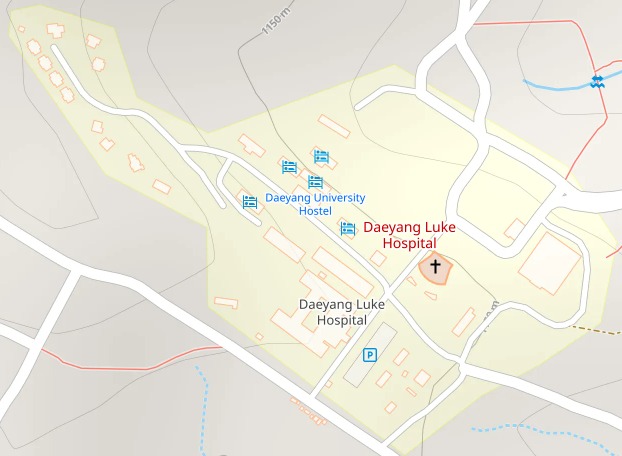 1150 m
Daeyang University
Hostel
Daeyang Luke
Hospital
Daeyang Luke
Hospital
P